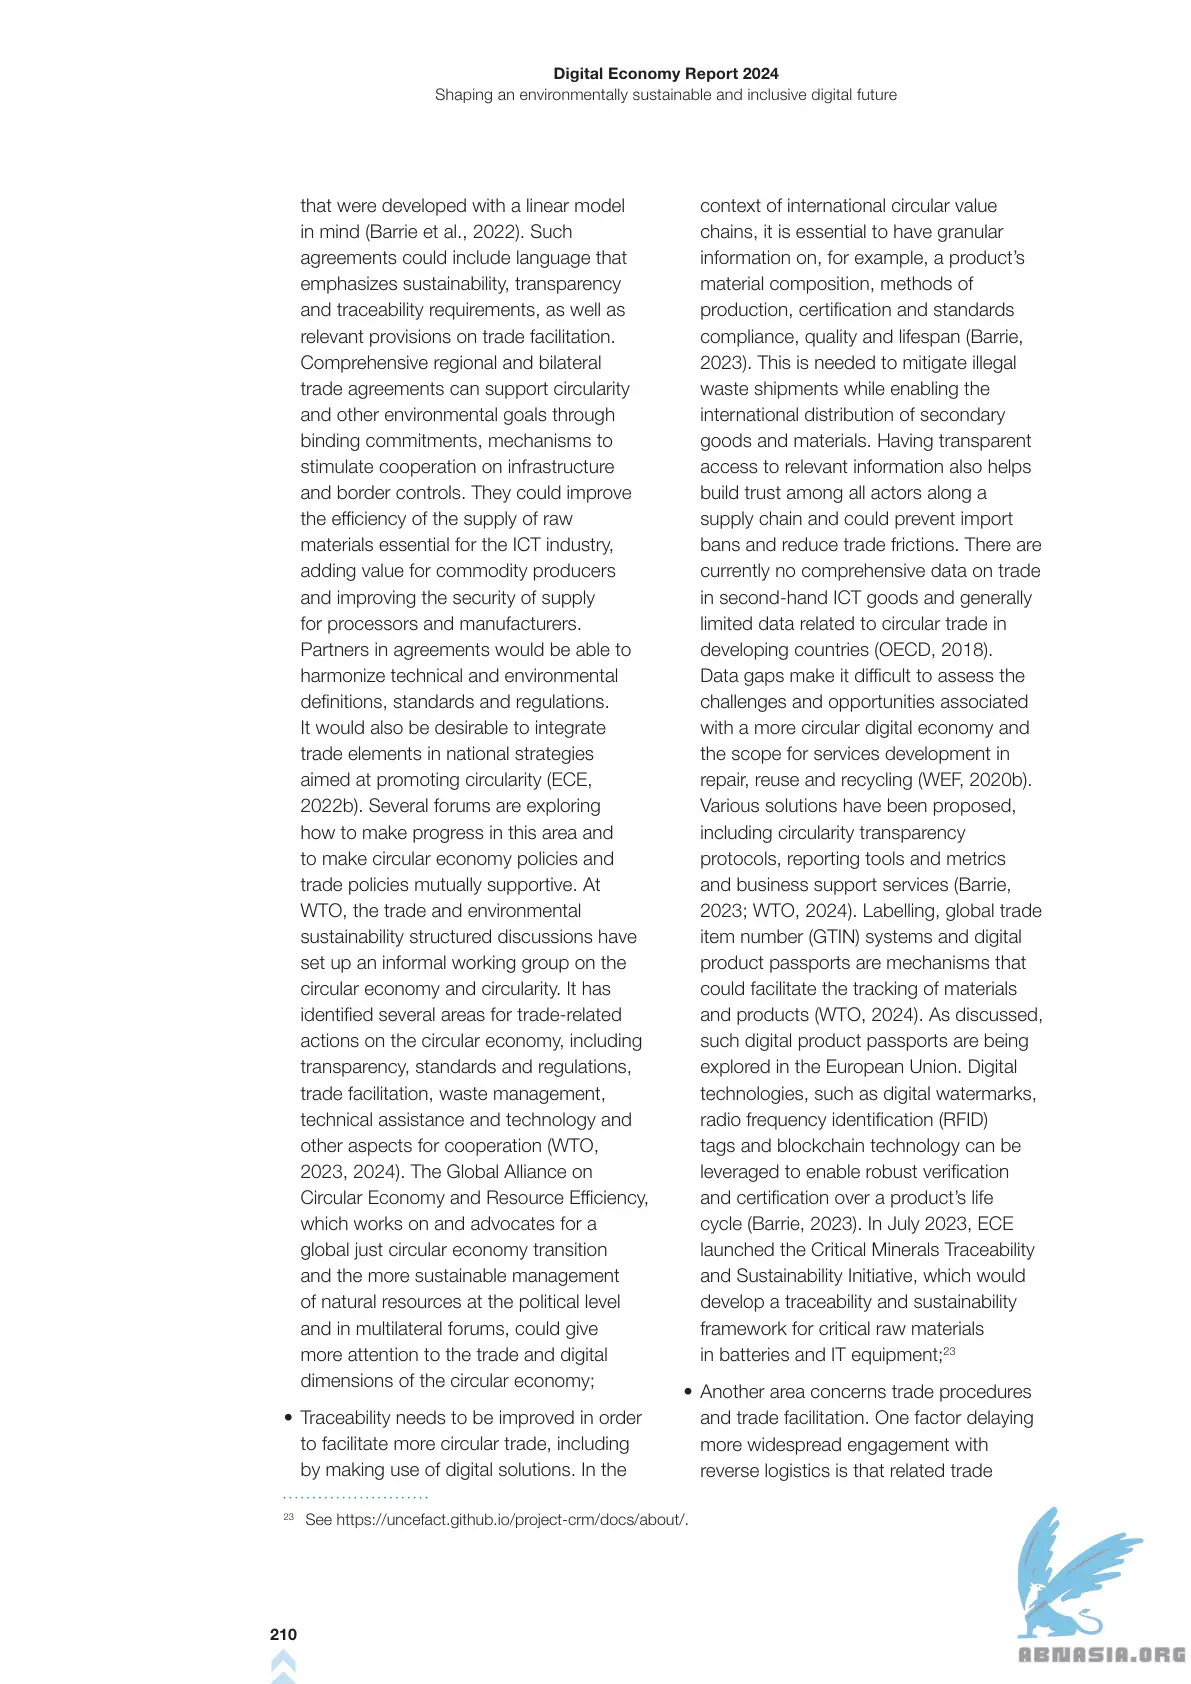 Digital Economy Report 2024
Shaping an environmentally sustainable and inclusive digital future
that were developed with a linear model
in mind (Barrie et al., 2022). Such
agreements could include language that
emphasizes sustainability, transparency
and traceability requirements, as well as
relevant provisions on trade facilitation.
Comprehensive regional and bilateral
trade agreements can support circularity
and other environmental goals through
binding commitments, mechanisms to
stimulate cooperation on infrastructure
and border controls. They could improve
the efficiency of the supply of raw
materials essential for the ICT industry,
adding value for commodity producers
and improving the security of supply
for processors and manufacturers.
Partners in agreements would be able to
harmonize technical and environmental
definitions, standards and regulations.
It would also be desirable to integrate
trade elements in national strategies
aimed at promoting circularity (ECE,
2022b). Several forums are exploring
how to make progress in this area and
to make circular economy policies and
trade policies mutually supportive. At
WTO, the trade and environmental
sustainability structured discussions have
set up an informal working group on the
circular economy and circularity. It has
identified several areas for trade-related
actions on the circular economy, including
transparency, standards and regulations,
trade facilitation, waste management,
technical assistance and technology and
other aspects for cooperation (WTO,
2023, 2024). The Global Alliance on
Circular Economy and Resource Efficiency,
which works on and advocates for a
global just circular economy transition
and the more sustainable management
of natural resources at the political level
and in multilateral forums, could give
more attention to the trade and digital
dimensions of the circular economy;
• Traceability needs to be improved in order
to facilitate more circular trade, including
by making use of digital solutions. In the
context of international circular value
chains, it is essential to have granular
information on, for example, a product’s
material composition, methods of
production, certification and standards
compliance, quality and lifespan (Barrie,
2023). This is needed to mitigate illegal
waste shipments while enabling the
international distribution of secondary
goods and materials. Having transparent
access to relevant information also helps
build trust among all actors along a
supply chain and could prevent import
bans and reduce trade frictions. There are
currently no comprehensive data on trade
in second-hand ICT goods and generally
limited data related to circular trade in
developing countries (OECD, 2018).
Data gaps make it difficult to assess the
challenges and opportunities associated
with a more circular digital economy and
the scope for services development in
repair, reuse and recycling (WEF, 2020b).
Various solutions have been proposed,
including circularity transparency
protocols, reporting tools and metrics
and business support services (Barrie,
2023; WTO, 2024). Labelling, global trade
item number (GTIN) systems and digital
product passports are mechanisms that
could facilitate the tracking of materials
and products (WTO, 2024). As discussed,
such digital product passports are being
explored in the European Union. Digital
technologies, such as digital watermarks,
radio frequency identification (RFID)
tags and blockchain technology can be
leveraged to enable robust verification
and certification over a product’s life
cycle (Barrie, 2023). In July 2023, ECE
launched the Critical Minerals Traceability
and Sustainability Initiative, which would
develop a traceability and sustainability
framework for critical raw materials
in batteries and IT equipment;23
• Another area concerns trade procedures
and trade facilitation. One factor delaying
more widespread engagement with
reverse logistics is that related trade
23 See https://uncefact.github.io/project-crm/docs/about/.
210
ABNASIA.ORG